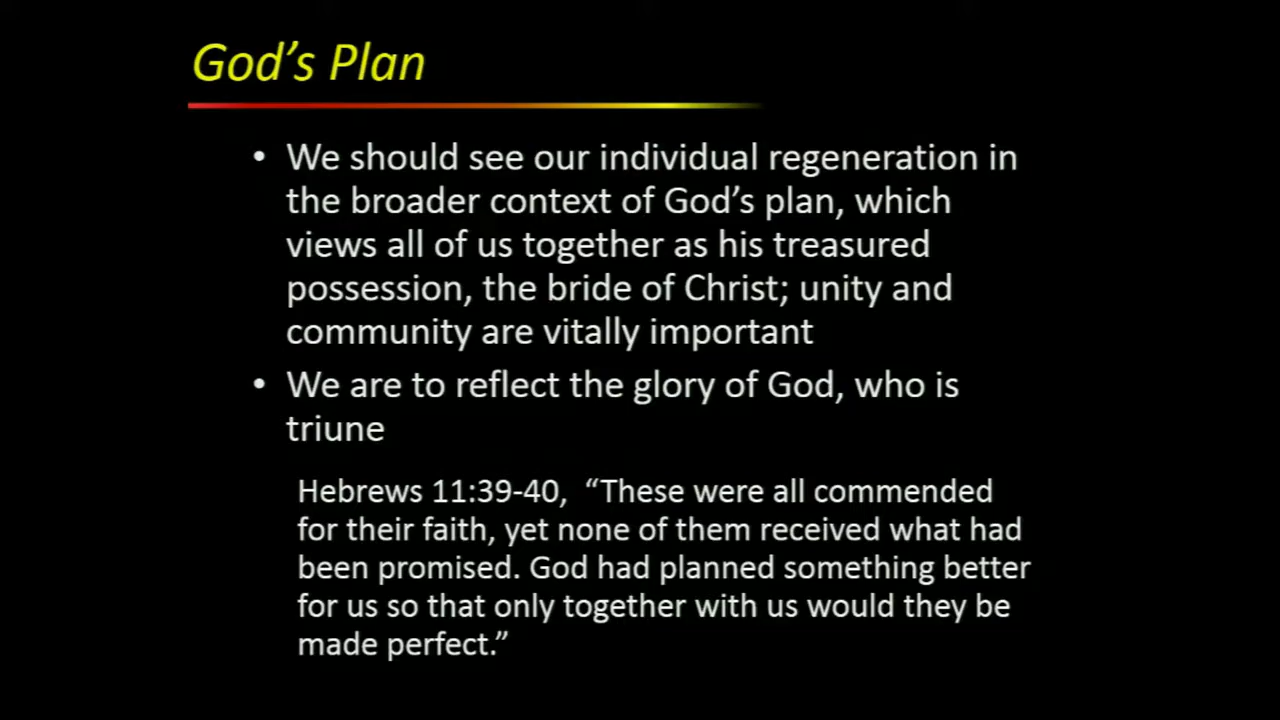 God’s Plan
• We should see our individual regeneration in
the broader context of God’s plan, which
views all of us together as his treasured
possession, the bride of Christ; unity and
community are vitally important
• We are to reflect the glory of God, who is
triune
Hebrews 11:39-40, “These were all commended
for their faith, yet none of them received what had
been promised. God had planned something better
for us so that only together with us would they be
made perfect.”